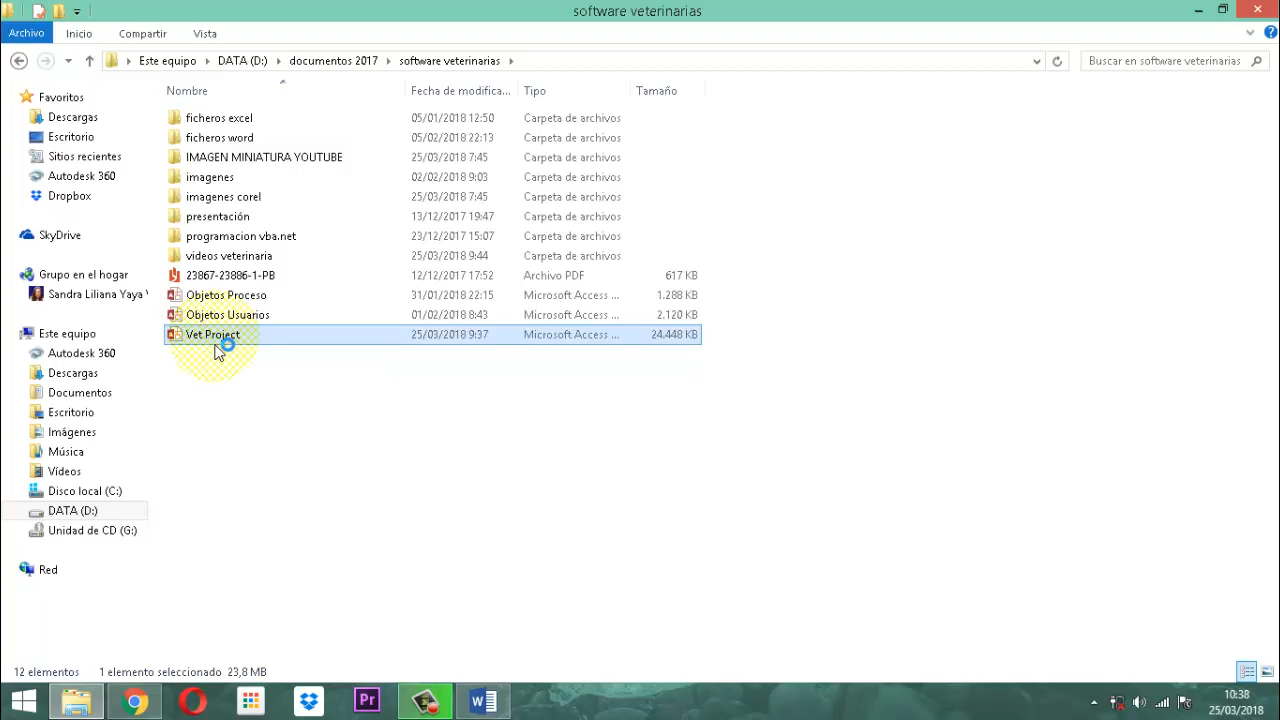 software veterinarias
Archivo Inicio Compartir Vista
Este equipo DATA (D:) documentos 2017 software veterinarias Buscar en software veterinarias
Nombre Fecha de modifica... Tipo Tamaño
ficheros excel 05/01/2018 12:50 Carpeta de archivos
ficheros word 05/02/2018 22:13 Carpeta de archivos
IMAGEN MINIATURA YOUTUBE 25/03/2018 7:45 Carpeta de archivos
imagenes 02/02/2018 9:03 Carpeta de archivos
imagenes corel 25/03/2018 7:45 Carpeta de archivos
presentación 13/12/2017 19:47 Carpeta de archivos
programacion vba.net 23/12/2017 15:07 Carpeta de archivos
videos veterinaria 25/03/2018 9:44 Carpeta de archivos
23867-23886-1-PB 12/12/2017 17:52 Archivo PDF 617 KB
Objetos Proceso 31/01/2018 22:15 Microsoft Access ... 1.288 KB
Objetos Usuarios 01/02/2018 8:43 Microsoft Access ... 2.120 KB
Vet Project 25/03/2018 9:37 Microsoft Access ... 24.448 KB
Favoritos
Descargas
Escritorio
Sitios recientes
Autodesk 360
Dropbox
SkyDrive
Grupo en el hogar
Sandra Liliana Yaya
Este equipo
Autodesk 360
Descargas
Documentos
Escritorio
Imágenes
Música
Vídeos
Disco local (C:)
DATA (D:)
Unidad de CD (G:)
Red
12 elementos 1 elemento seleccionado 23,8 MB
Pr
10:38
25/03/2018